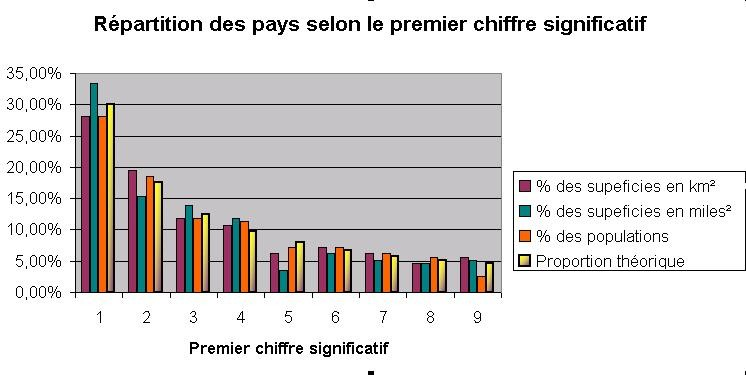 Répartition des pays selon le premier chiffre significatif
35,00%
30,00%
25,00%
20,00%
15,00%
10,00%
5,00%
0,00%
1 2 3 4 5 6 7 8 9
Premier chiffre significatif
% des supeficies en km²
% des supeficies en miles²
% des populations
Proportion théorique